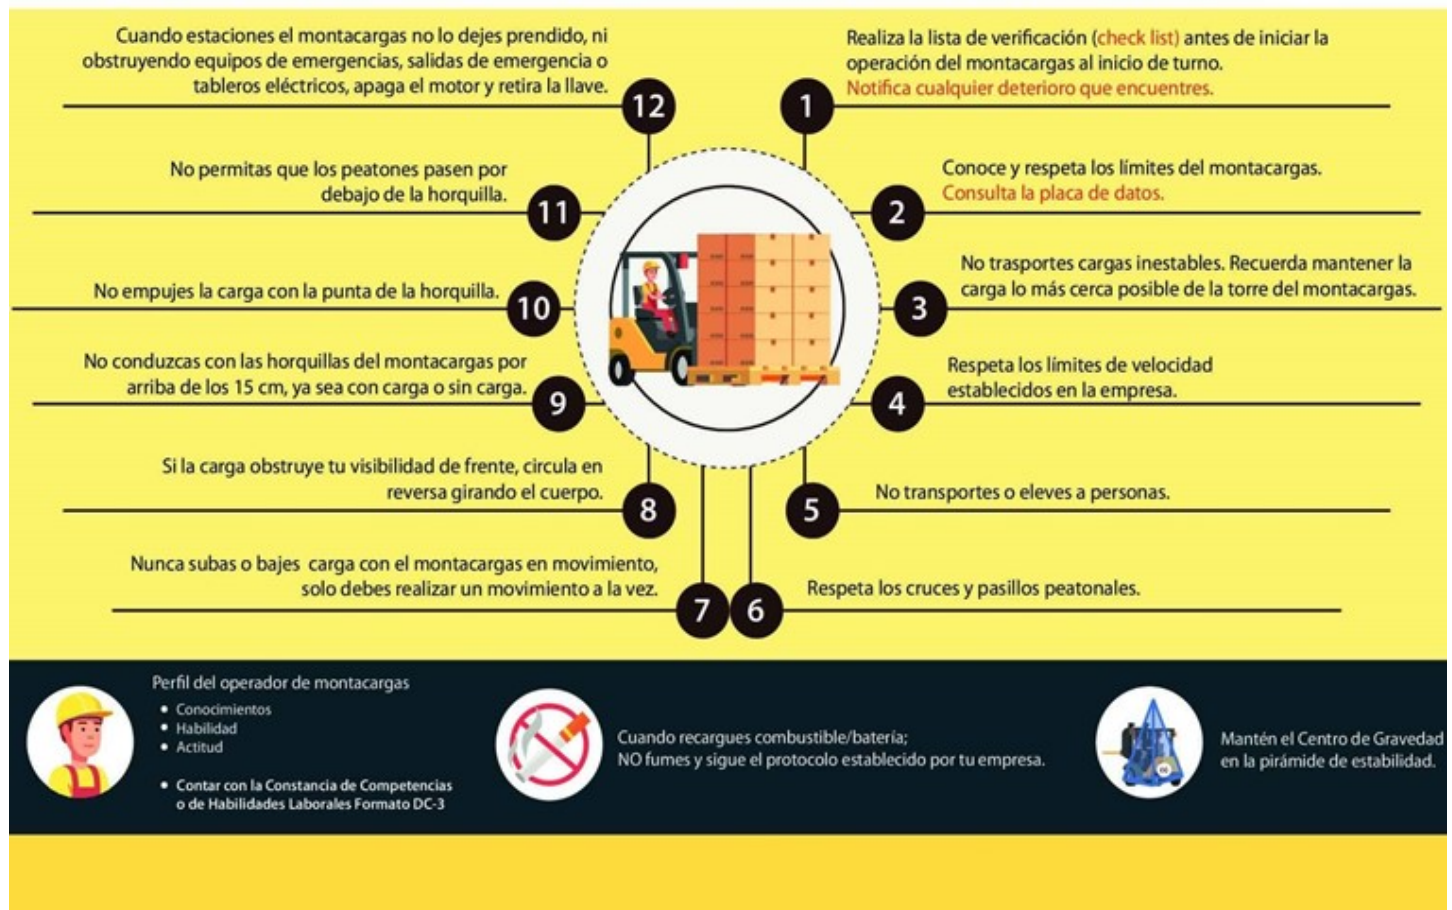 Realiza la lista de verificación (check list) antes de iniciar la
operación del montacargas al inicio de turno.
Notifica cualquier deterioro que encuentres.
1
Conoce y respeta los límites del montacargas.
Consulta la placa de datos.
2
No trasportes cargas inestables. Recuerda mantener la
carga lo más cerca posible de la torre del montacargas.
3
Respeta los límites de velocidad
establecidos en la empresa.
4
No transportes o eleves a personas.
5
Respeta los cruces y pasillos peatonales.
6
Nunca subas o bajes carga con el montacargas en movimiento,
solo debes realizar un movimiento a la vez.
7
Si la carga obstruye tu visibilidad de frente, circula en
reversa girando el cuerpo.
8
No conduzcas con las horquillas del montacargas por
arriba de los 15 cm, ya sea con carga o sin carga.
9
No empujes la carga con la punta de la horquilla.
10
No permitas que los peatones pasen por
debajo de la horquilla.
11
Cuando estaciones el montacargas no lo dejes prendido, ni
obstruyendo equipos de emergencias, salidas de emergencia o
tableros eléctricos, apaga el motor y retira la llave.
12
Perfil del operador de montacargas
• Conocimientos
• Habilidad
• Actitud
• Contar con la Constancia de Competencias
o de Habilidades Laborales Formato DC-3
Cuando recargues combustible/batería;
NO fumes y sigue el protocolo establecido por tu empresa.
Mantén el Centro de Gravedad
en la pirámide de estabilidad.